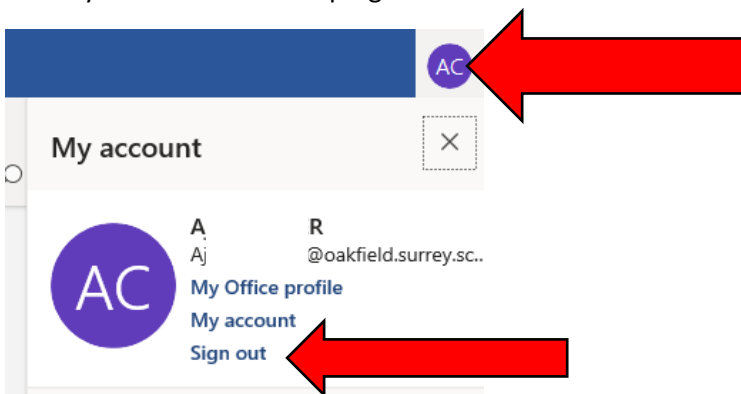 AC
My account
A R
Aj @oakfield.surrey.sc..
AC
My Office profile
My account
Sign out